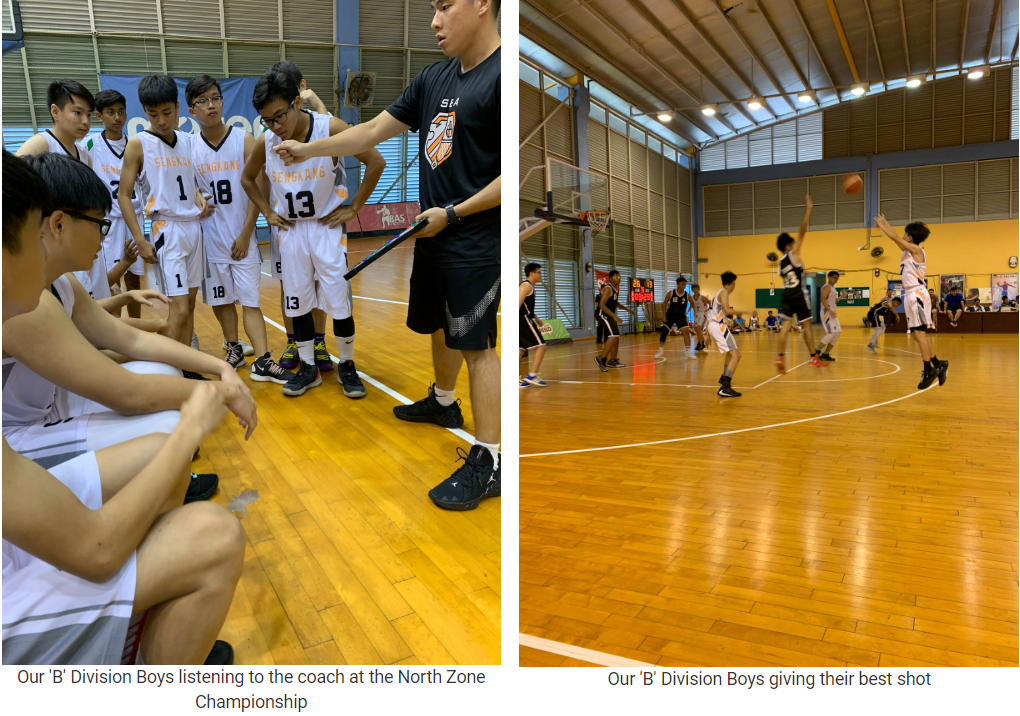 SENGKANG
1
1
SENGKANG
18
18
SENGKANG
13
13
Our 'B' Division Boys listening to the coach at the North Zone
Championship
Our 'B' Division Boys giving their best shot